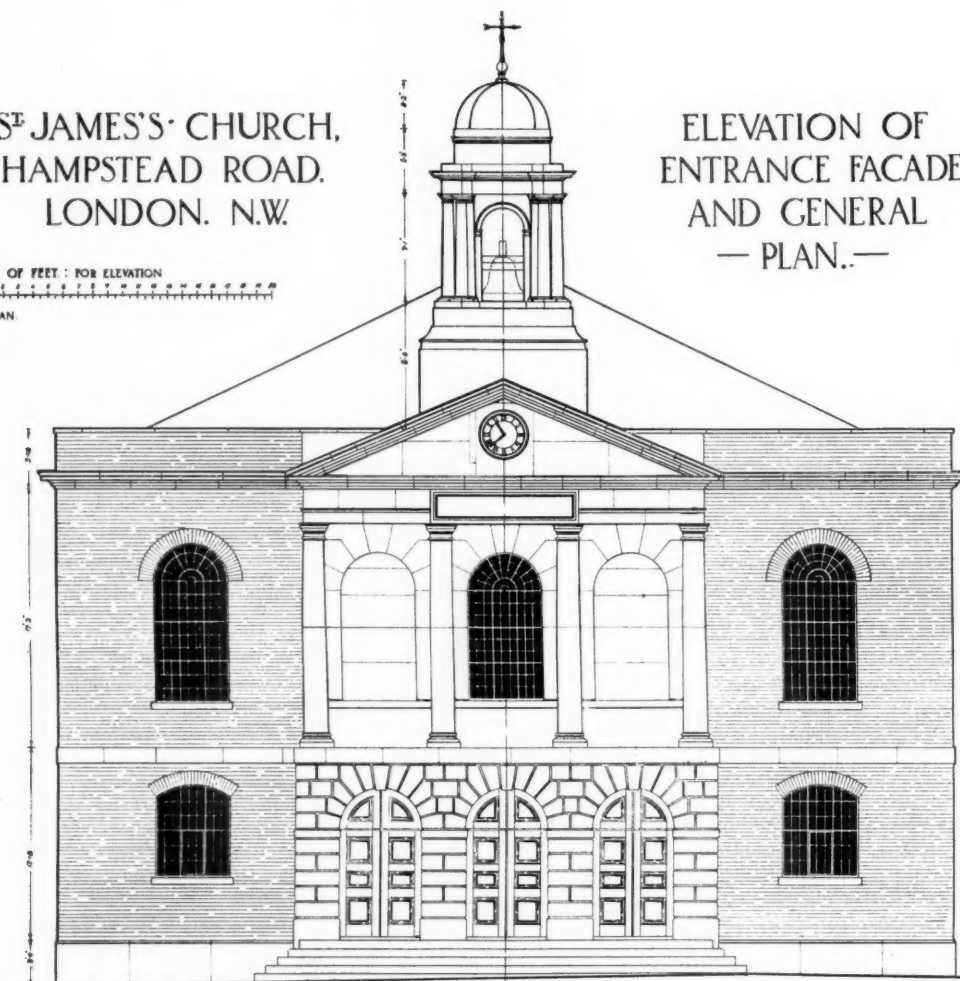 ST. JAMES'S· CHURCH,
HAMPSTEAD ROAD.
LONDON. N.W.
OF FEET : FOR ELEVATION
AN.
ELEVATION OF
ENTRANCE FACADE
AND GENERAL
— PLAN.:—